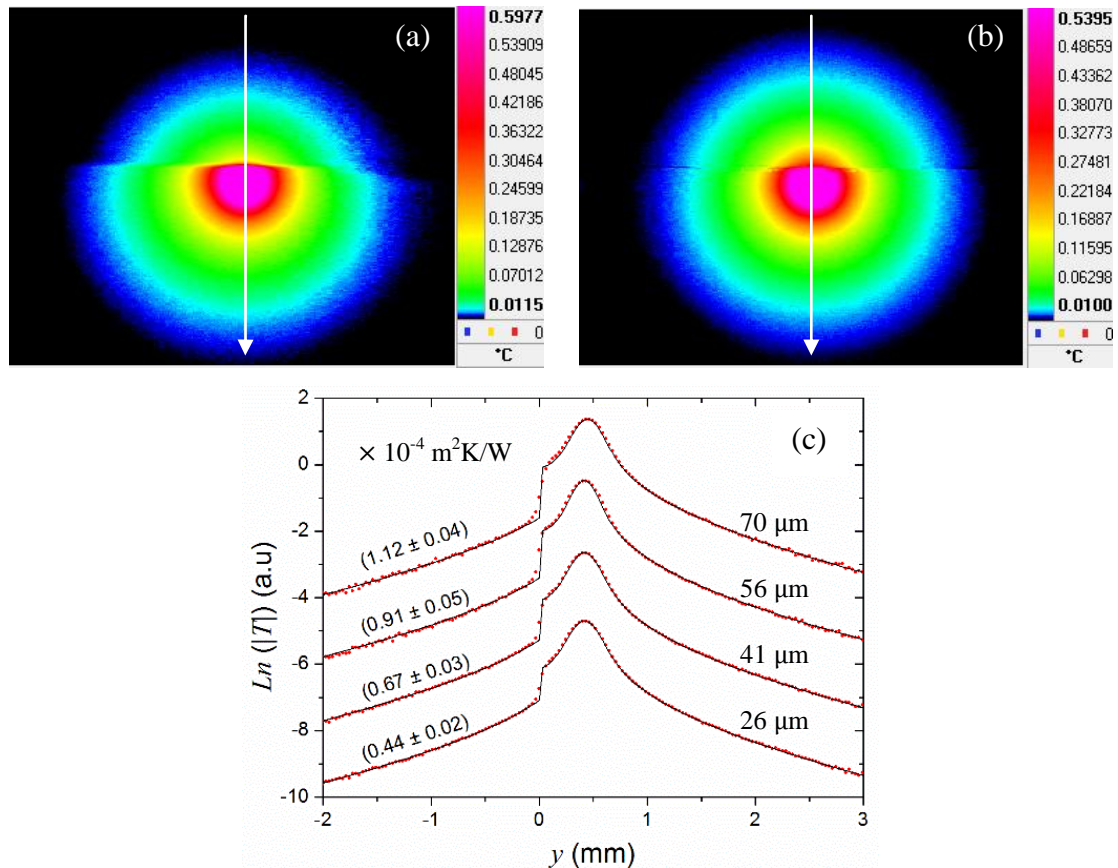 (a)
0.5977
0.53909
0.48045
0.42186
0.36322
0.30464
0.24599
0.18735
0.12876
0.07012
0.0115
0
°C
(b)
0.5395
0.48659
0.43362
0.38070
0.32773
0.27481
0.22184
0.16887
0.11595
0.06298
0.0100
0
°C
(c)
× 10⁻⁴ m²K/W
Ln (|T|) (a.u)
2
0
-2
-4
-6
-8
-10
(1.12 ± 0.04)
70 μm
(0.91 ± 0.05)
56 μm
(0.67 ± 0.03)
41 μm
(0.44 ± 0.02)
26 μm
-2
-1
0
1
2
3
y (mm)